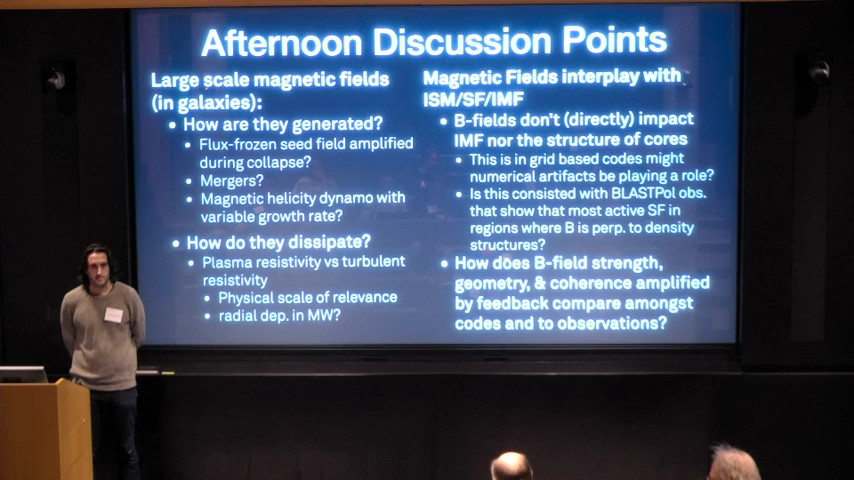 Afternoon Discussion Points
Large scale magnetic fields
(in galaxies):
• How are they generated?
• Flux-frozen seed field amplified
during collapse?
• Mergers?
• Magnetic helicity dynamo with
variable growth rate?
• How do they dissipate?
• Plasma resistivity vs turbulent
resistivity
• Physical scale of relevance
• radial dep. in MW?
Magnetic Fields interplay with
ISM/SF/IMF
• B-fields don't (directly) impact
IMF nor the structure of cores
• This is in grid based codes might
numerical artifacts be playing a role?
• Is this consisted with BLASTPol obs.
that show that most active SF in
regions where B is perp. to density
structures?
• How does B-field strength,
geometry, & coherence amplified
by feedback compare amongst
codes and to observations?